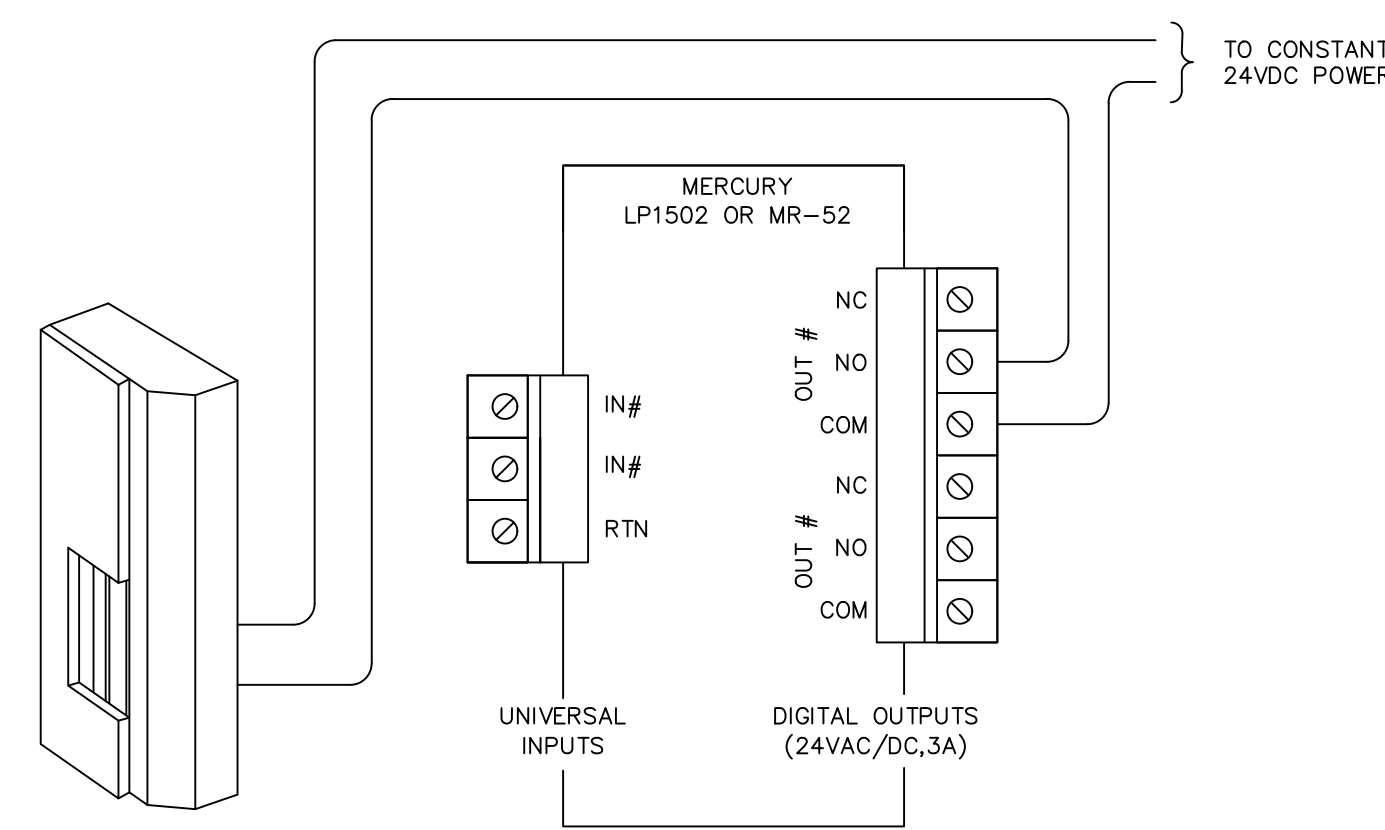 TO CONSTANT
24VDC POWER
MERCURY
LP1502 OR MR-52
NC
OUT #
NO
COM
IN#
IN#
RTN
NC
OUT #
NO
COM
UNIVERSAL
INPUTS
DIGITAL OUTPUTS
(24VAC/DC,3A)